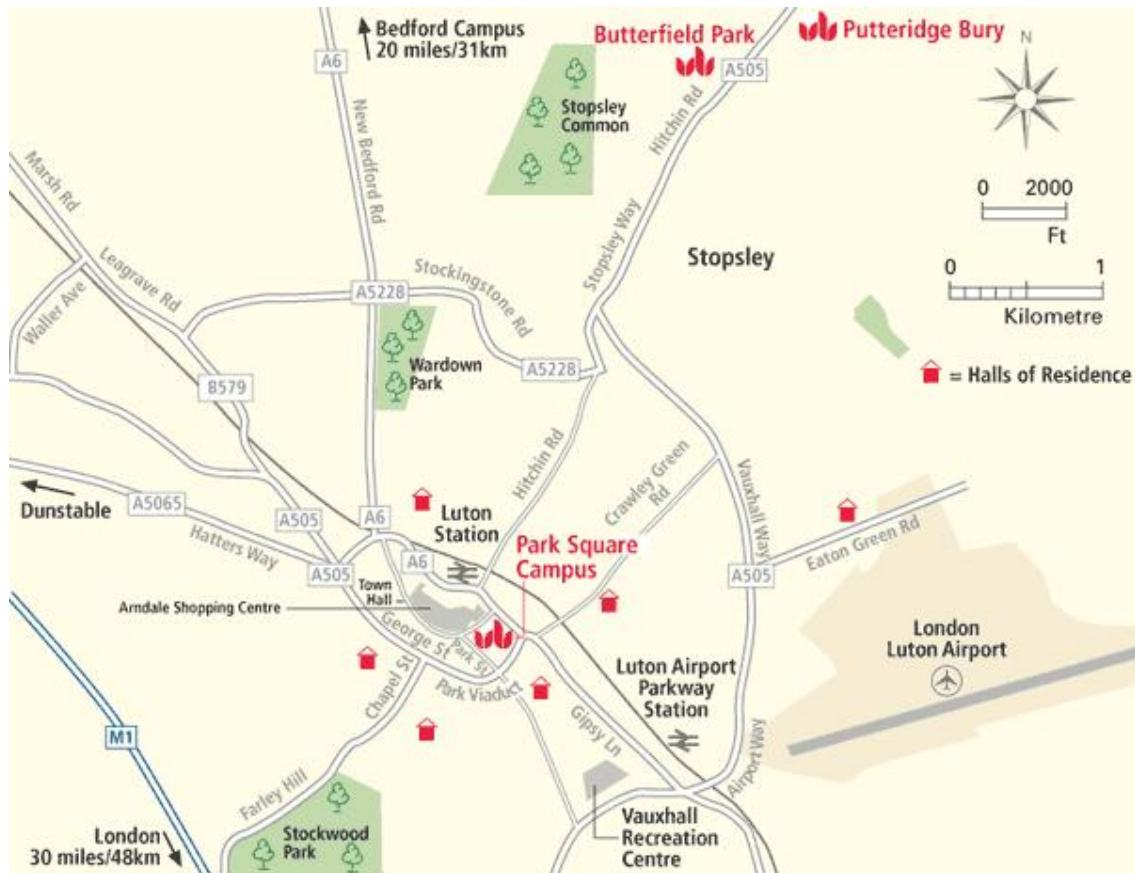 Bedford Campus
20 miles/31km
Butterfield Park
Putteridge Bury
N
A6
A505
Stopsley
Common
Hitchin Rd
New Bedford Rd
Marsh Rd
0 2000
Ft
Stopsley Way
Stopsley
Leagrave Rd
Stockingstone Rd
0 1
Kilometre
Waller Ave
A5228
Wardown
Park
A5228
= Halls of Residence
B579
Hitchin Rd
Crawley Green
Rd
Vauxhall Way
Dunstable
A5065
Hatters Way
A505
A6
Luton
Station
Eaton Green Rd
Park Square
Campus
A505
A6
A505
Town
Hall
Arndale Shopping Centre
George St
Park St
London
Luton Airport
Chapel St
Park Viaduct
Luton Airport
Parkway
Station
Gipsy Ln
M1
Airport Way
Farley Hill
Vauxhall
Recreation
Centre
Stockwood
Park
London
30 miles/48km